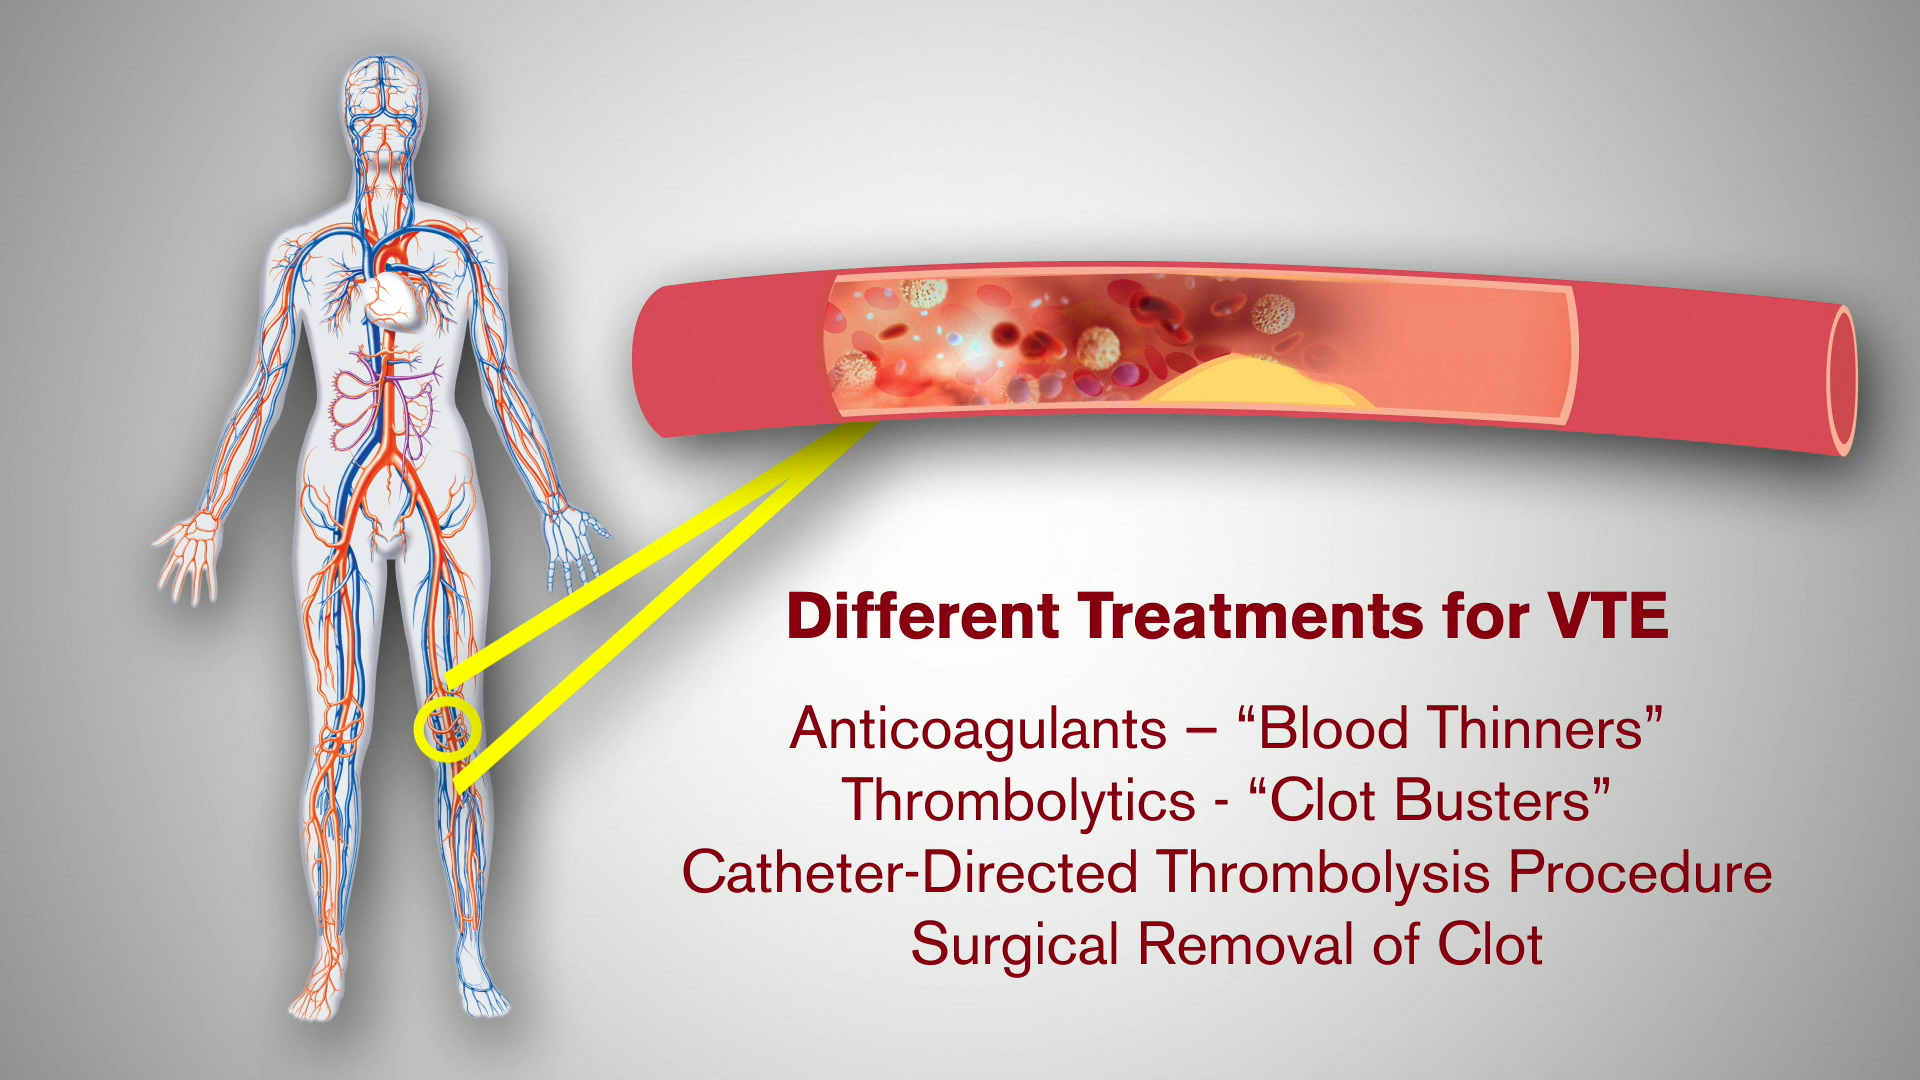 Different Treatments for VTE
Anticoagulants – “Blood Thinners”
Thrombolytics - “Clot Busters”
Catheter-Directed Thrombolysis Procedure
Surgical Removal of Clot